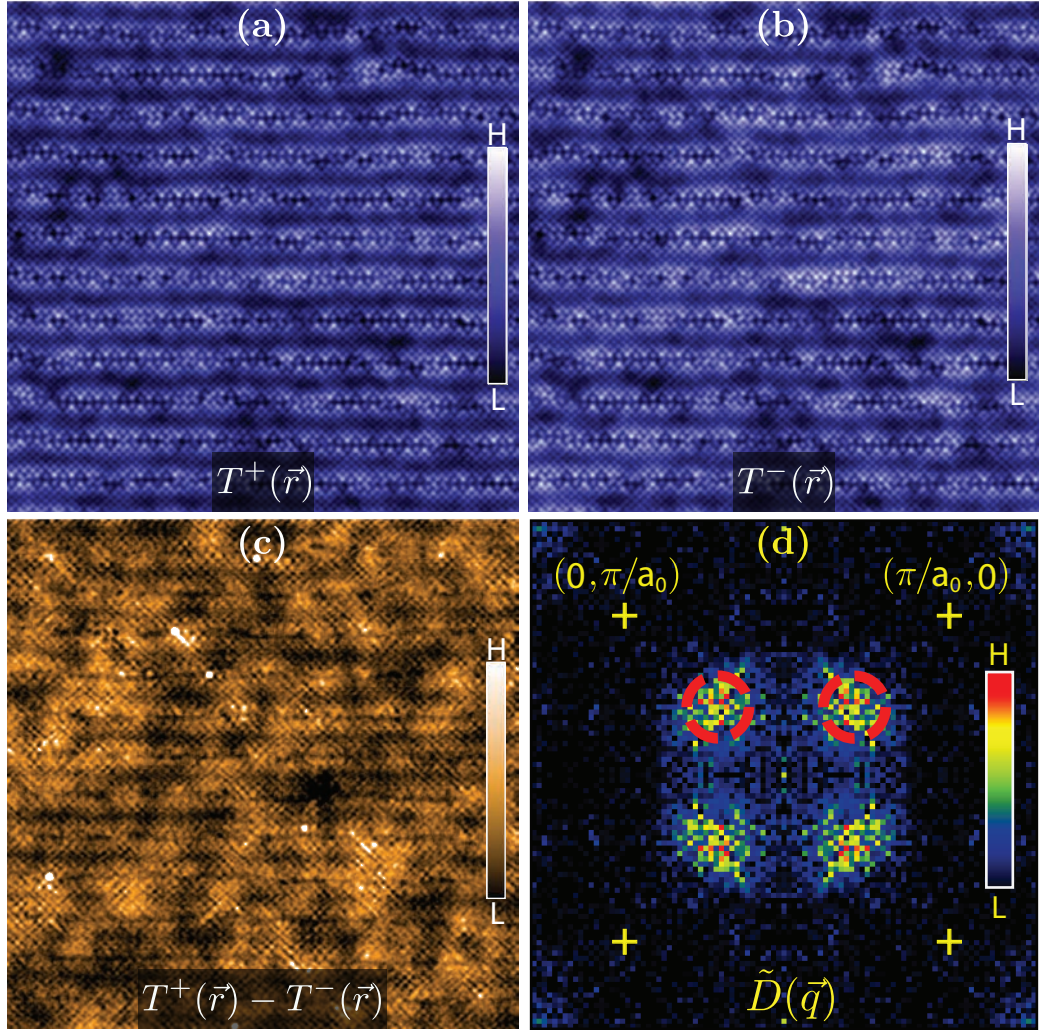 (a)
H
L
T⁺(r⃗)
(b)
H
L
T⁻(r⃗)
(c)
H
L
T⁺(r⃗) − T⁻(r⃗)
(d)
(0,π/a₀)
(π/a₀,0)
H
L
D̃(q⃗)